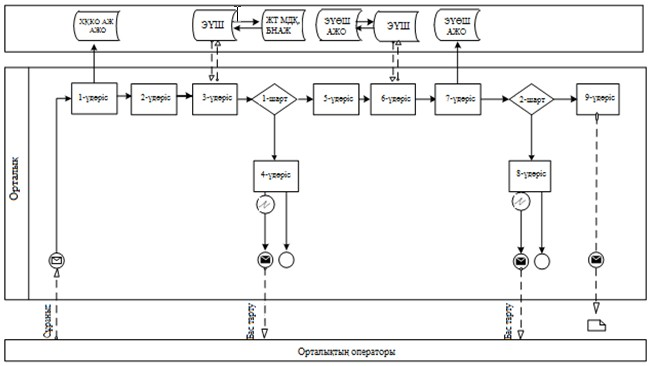 ХҚКО АЖ
АЖО
ЭҮШ
ЖТ МДҚ,
БНАЖ
ЭҮӨШ
АЖО
ЭҮШ
ЭҮӨШ
АЖО
Орталық
1-үдеріс
2-үдеріс
3-үдеріс
1-шарт
5-үдеріс
6-үдеріс
7-үдеріс
2-шарт
9-үдеріс
4-үдеріс
8-үдеріс
Сұраныс
Бас тарту
Бас тарту
Орталықтың операторы